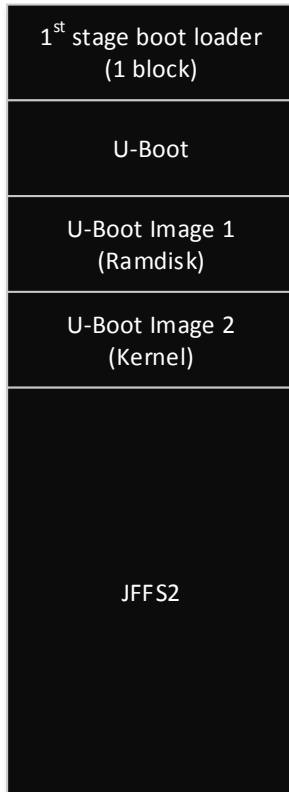 1st stage boot loader
(1 block)
U-Boot
U-Boot Image 1
(Ramdisk)
U-Boot Image 2
(Kernel)
JFFS2